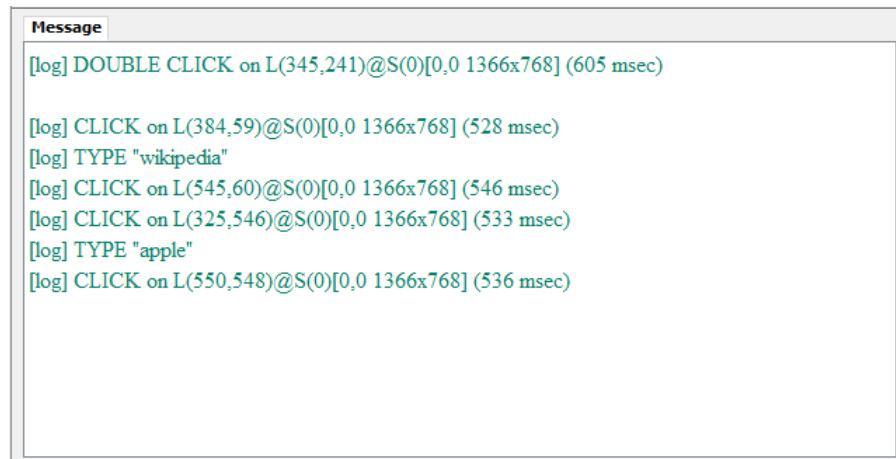 Message
[log] DOUBLE CLICK on L(345,241)@S(0)[0,0 1366x768] (605 msec)
[log] CLICK on L(384,59)@S(0)[0,0 1366x768] (528 msec)
[log] TYPE "wikipedia"
[log] CLICK on L(545,60)@S(0)[0,0 1366x768] (546 msec)
[log] CLICK on L(325,546)@S(0)[0,0 1366x768] (533 msec)
[log] TYPE "apple"
[log] CLICK on L(550,548)@S(0)[0,0 1366x768] (536 msec)